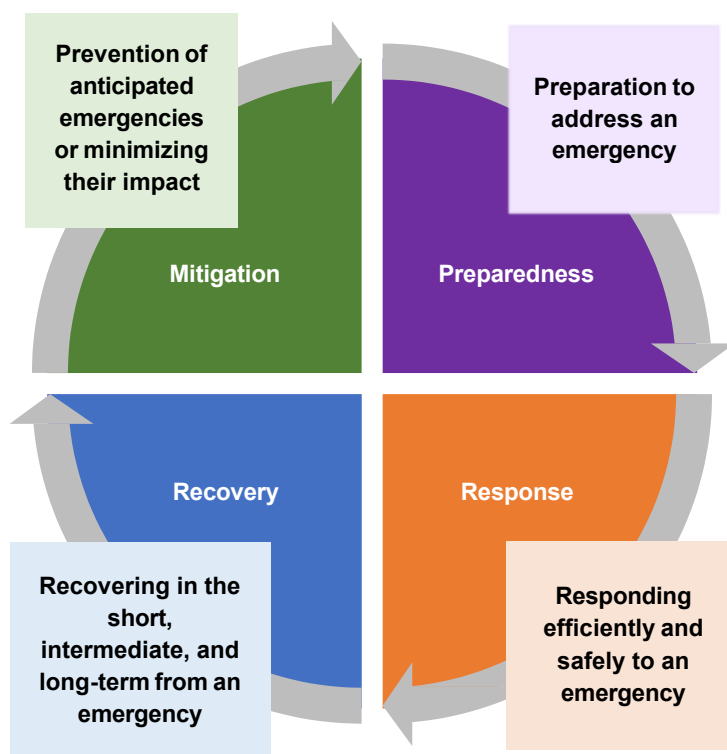 Prevention of
anticipated
emergencies
or minimizing
their impact
Mitigation
Preparation to
address an
emergency
Preparedness
Recovery
Recovering in the
short,
intermediate, and
long-term from an
emergency
Response
Responding
efficiently and
safely to an
emergency